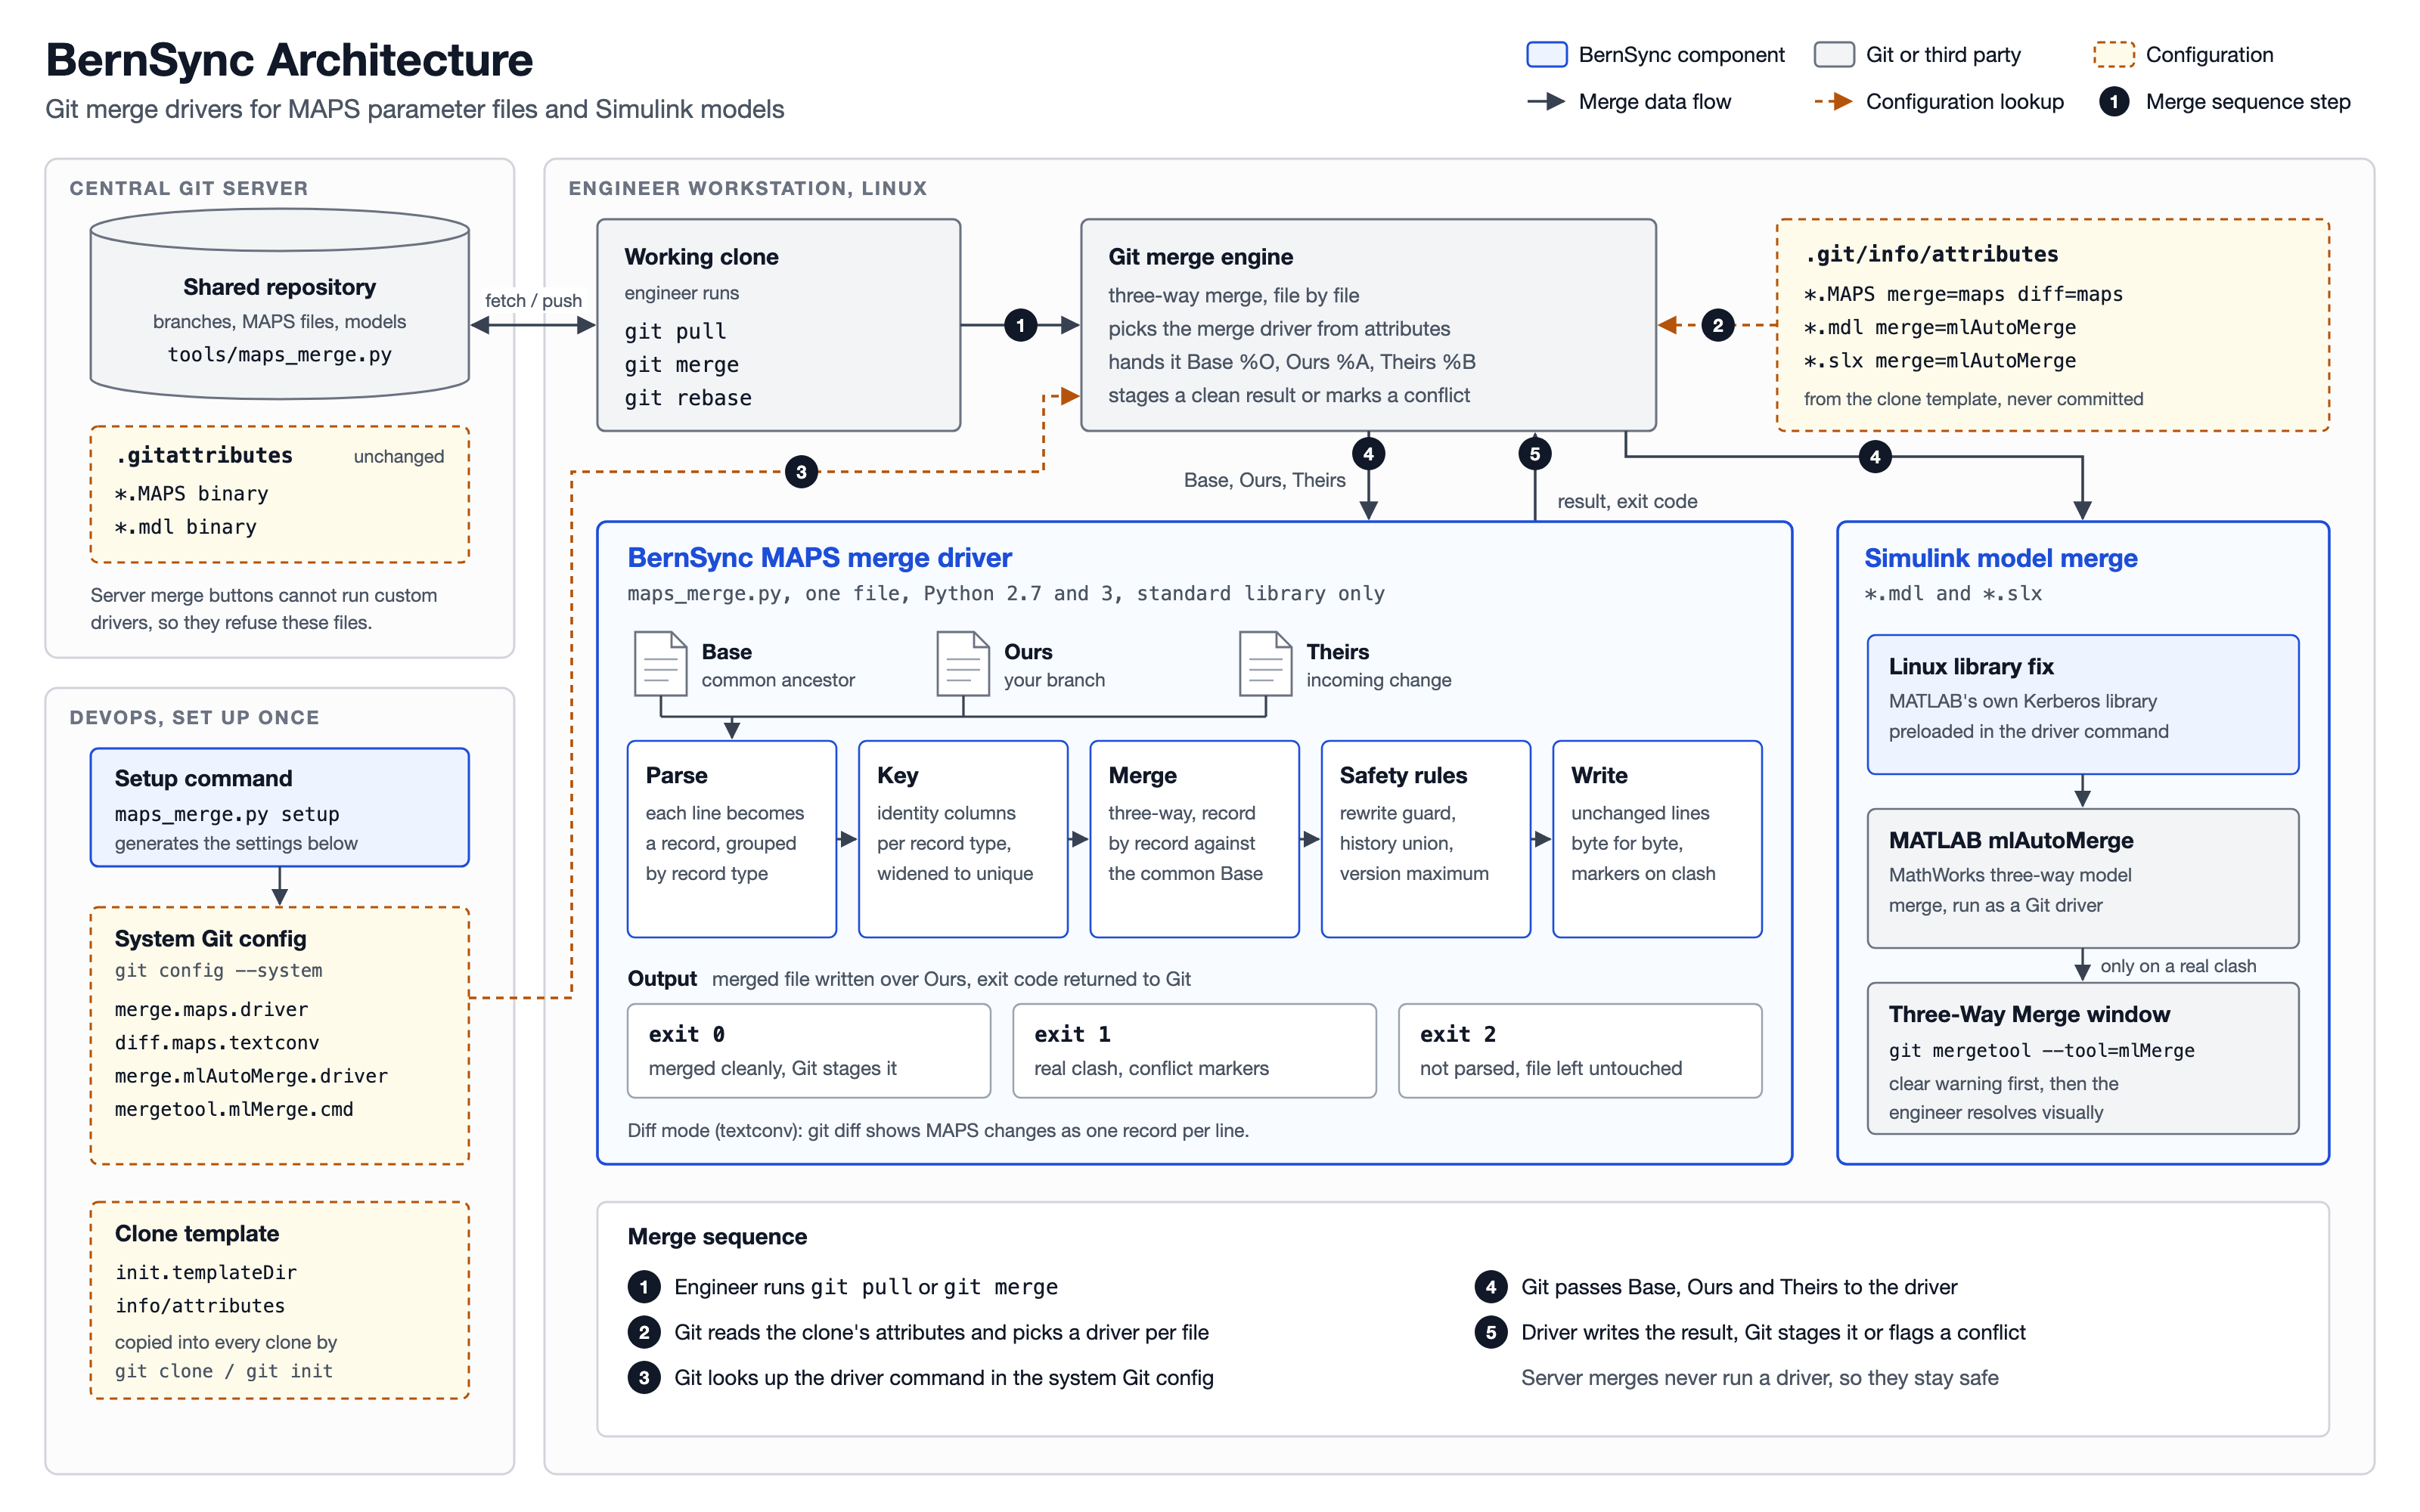 BernSync Architecture
Git merge drivers for MAPS parameter files and Simulink models
BernSync component
Git or third party
Configuration
Merge data flow
Configuration lookup
1 Merge sequence step
CENTRAL GIT SERVER
Shared repository
branches, MAPS files, models
tools/maps_merge.py
.gitattributes unchanged
*.MAPS binary
*.mdl binary
Server merge buttons cannot run custom
drivers, so they refuse these files.
fetch / push
DEVOPS, SET UP ONCE
Setup command
maps_merge.py setup
generates the settings below
System Git config
git config --system
merge.maps.driver
diff.maps.textconv
merge.mlAutoMerge.driver
mergetool.mlMerge.cmd
Clone template
init.templateDir
info/attributes
copied into every clone by
git clone / git init
ENGINEER WORKSTATION, LINUX
Working clone
engineer runs
git pull
git merge
git rebase
1
Git merge engine
three-way merge, file by file
picks the merge driver from attributes
hands it Base %O, Ours %A, Theirs %B
stages a clean result or marks a conflict
2
.git/info/attributes
*.MAPS merge=maps diff=maps
*.mdl merge=mlAutoMerge
*.slx merge=mlAutoMerge
from the clone template, never committed
3
4
Base, Ours, Theirs
5
result, exit code
4
BernSync MAPS merge driver
maps_merge.py, one file, Python 2.7 and 3, standard library only
Base
common ancestor
Ours
your branch
Theirs
incoming change
Parse
each line becomes
a record, grouped
by record type
Key
identity columns
per record type,
widened to unique
Merge
three-way, record
by record against
the common Base
Safety rules
rewrite guard,
history union,
version maximum
Write
unchanged lines
byte for byte,
markers on clash
Output merged file written over Ours, exit code returned to Git
exit 0
merged cleanly, Git stages it
exit 1
real clash, conflict markers
exit 2
not parsed, file left untouched
Diff mode (textconv): git diff shows MAPS changes as one record per line.
Simulink model merge
*.mdl and *.slx
Linux library fix
MATLAB's own Kerberos library
preloaded in the driver command
MATLAB mlAutoMerge
MathWorks three-way model
merge, run as a Git driver
only on a real clash
Three-Way Merge window
git mergetool --tool=mlMerge
clear warning first, then the
engineer resolves visually
Merge sequence
1 Engineer runs git pull or git merge
2 Git reads the clone's attributes and picks a driver per file
3 Git looks up the driver command in the system Git config
4 Git passes Base, Ours and Theirs to the driver
5 Driver writes the result, Git stages it or flags a conflict
Server merges never run a driver, so they stay safe